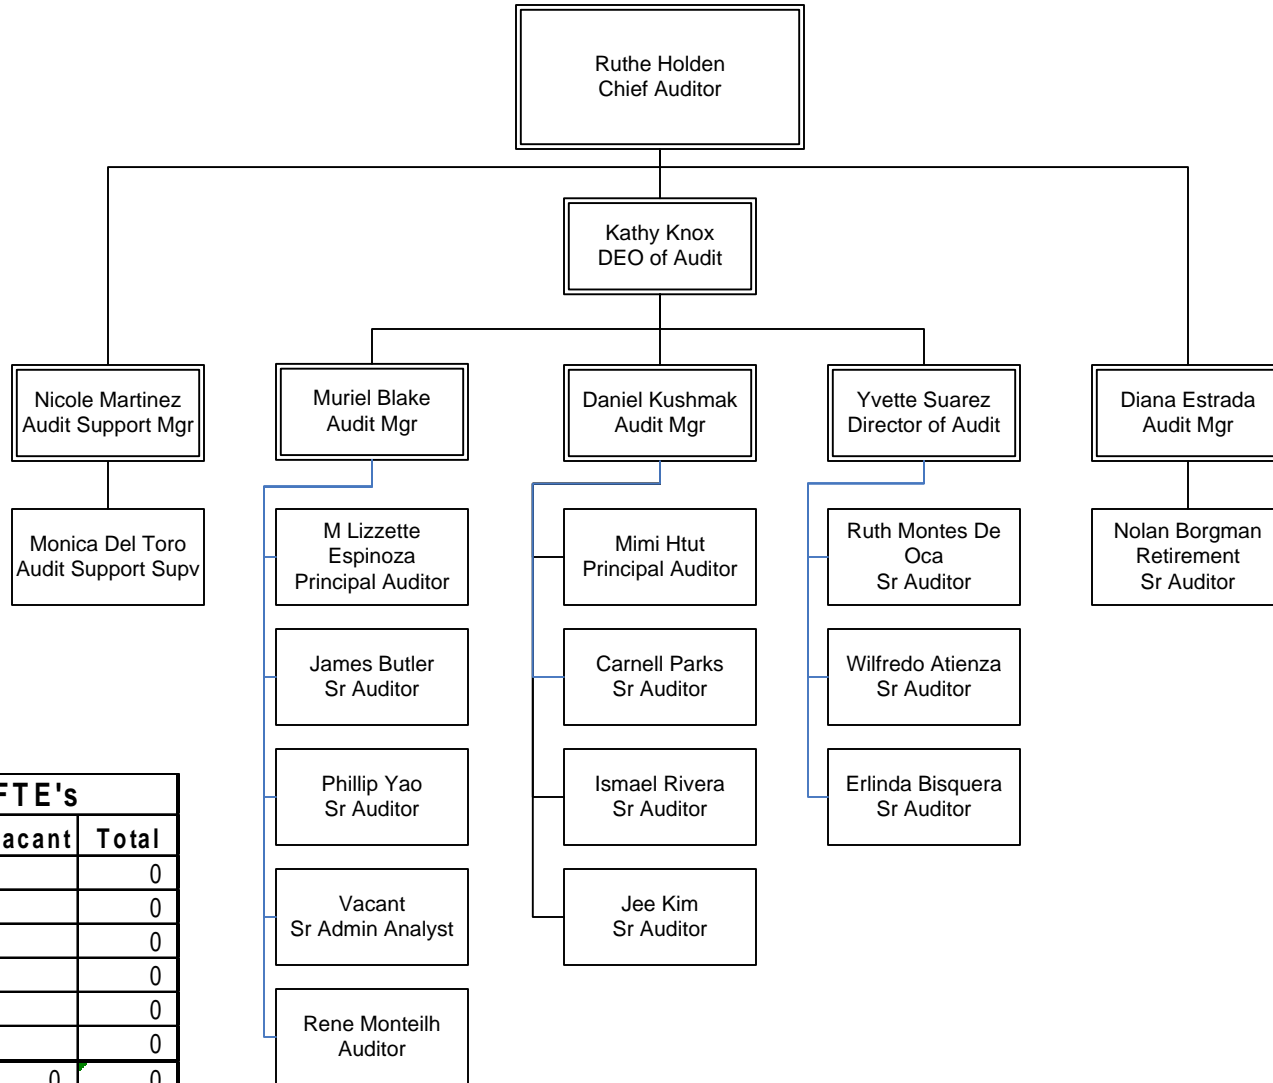 Ruthe Holden
Chief Auditor
Kathy Knox
DEO of Audit
Nicole Martinez
Audit Support Mgr
Muriel Blake
Audit Mgr
Daniel Kushmak
Audit Mgr
Yvette Suarez
Director of Audit
Diana Estrada
Audit Mgr
Monica Del Toro
Audit Support Supv
M Lizzette
Espinoza
Principal Auditor
Mimi Htut
Principal Auditor
Ruth Montes De
Oca
Sr Auditor
Nolan Borgman
Retirement
Sr Auditor
James Butler
Sr Auditor
Carnell Parks
Sr Auditor
Wilfredo Atienza
Sr Auditor
Phillip Yao
Sr Auditor
Ismael Rivera
Sr Auditor
Erlinda Bisquera
Sr Auditor
Vacant
Sr Admin Analyst
Jee Kim
Sr Auditor
Rene Monteilh
Auditor
FTE's
acant Total
0
0
0
0
0
0
0 0